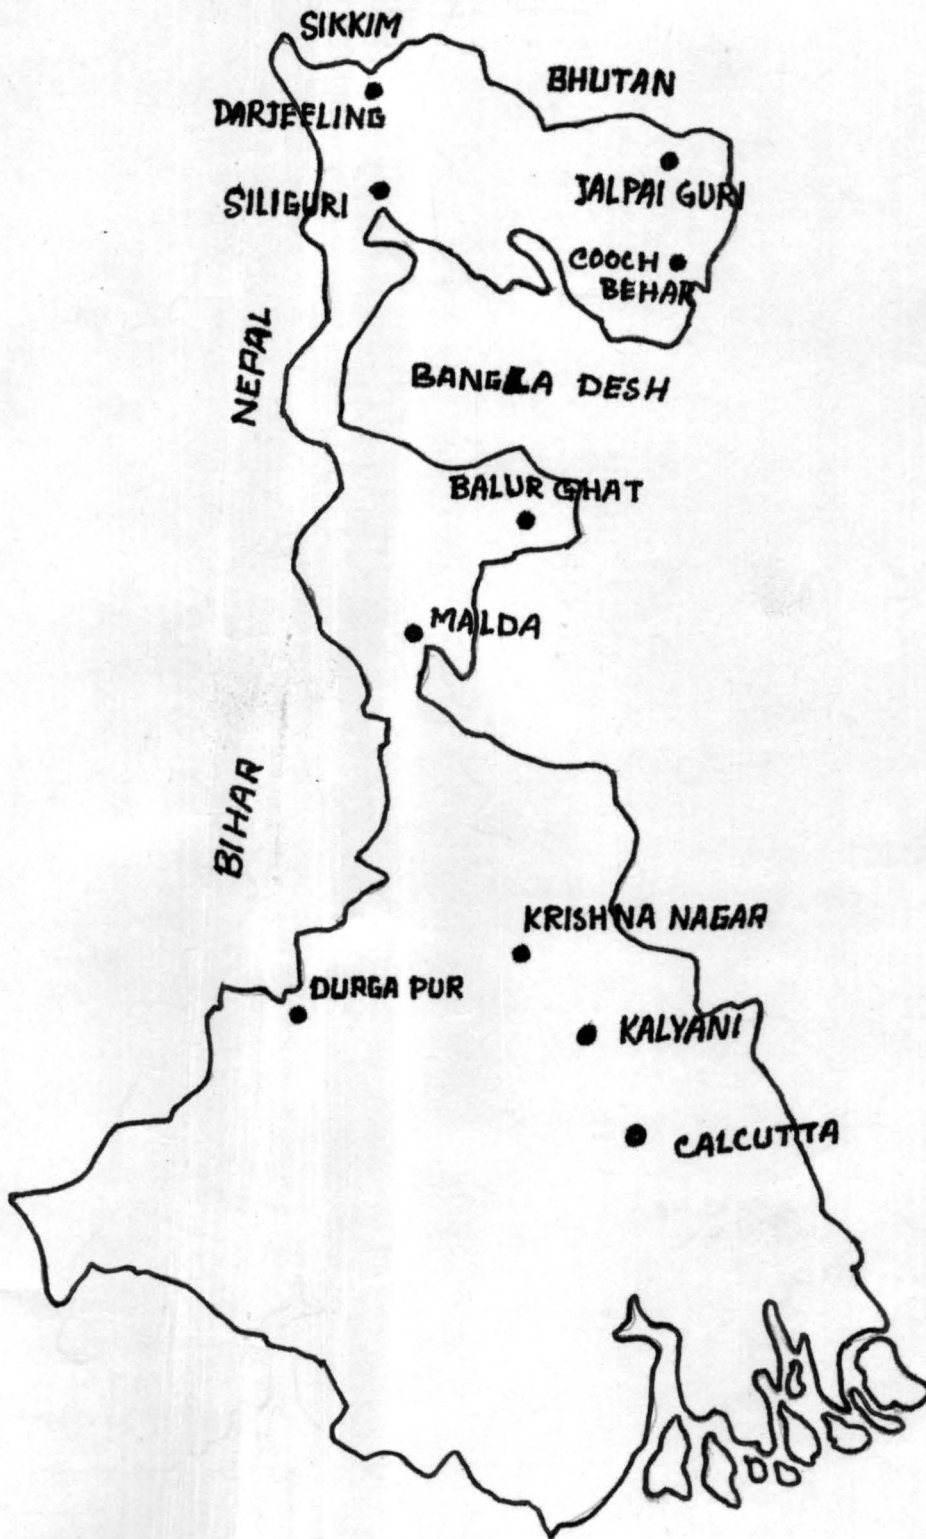 SIKKIM
BHUTAN
DARJEELING
JALPAI GURI
SILIGURI
COOCH
BEHAR
NEPAL
BANGLA DESH
BALUR GHAT
MALDA
BIHAR
KRISHNA NAGAR
DURGA PUR
KALYANI
CALCUTTA